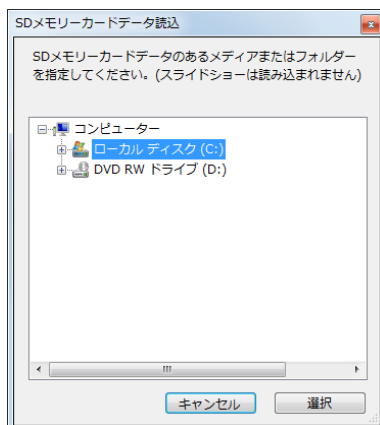 SDメモリーカードデータ読込
SDメモリーカードデータのあるメディアまたはフォルダー
を指定してください。(スライドショーは読み込まれません)
コンピューター
ローカル ディスク (C:)
DVD RW ドライブ (D:)
キャンセル
選択